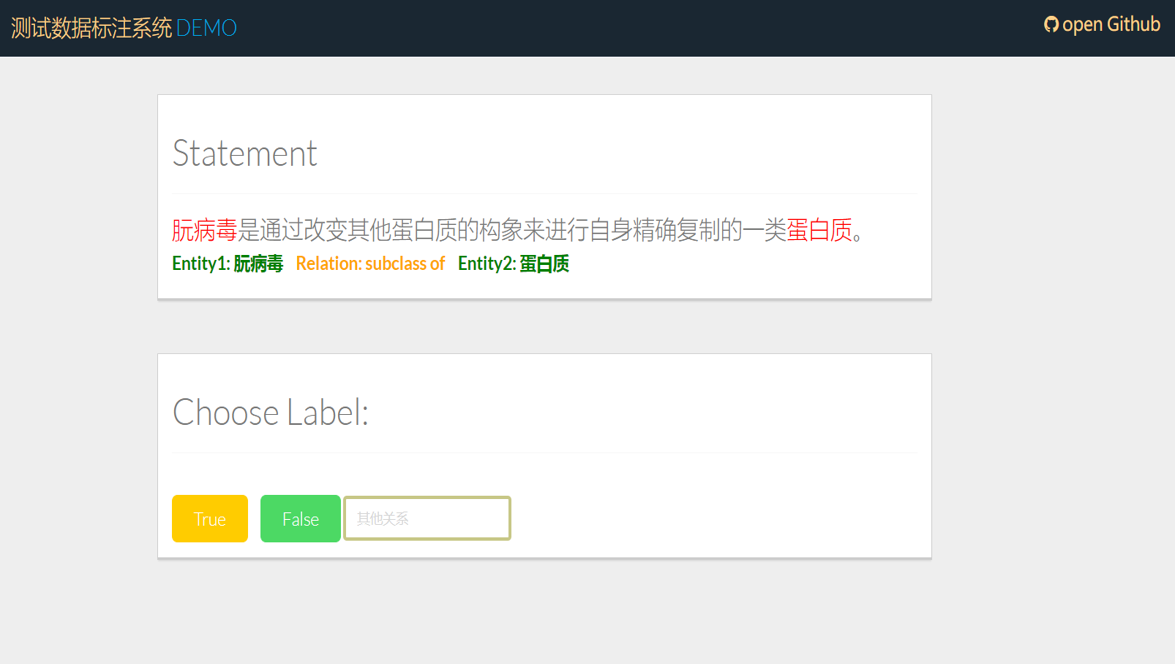 测试数据标注系统 DEMO
open Github
Statement
朊病毒是通过改变其他蛋白质的构象来进行自身精确复制的一类蛋白质。
Entity1: 朊病毒 Relation: subclass of Entity2: 蛋白质
Choose Label:
True False 其他关系